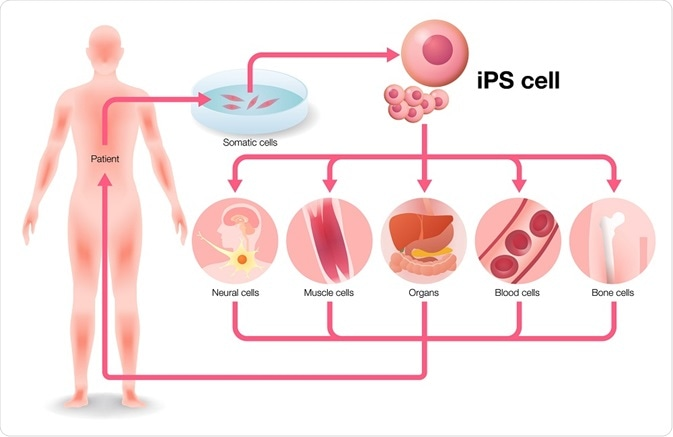 iPS cell
Somatic cells
Patient
Neural cells
Muscle cells
Organs
Blood cells
Bone cells